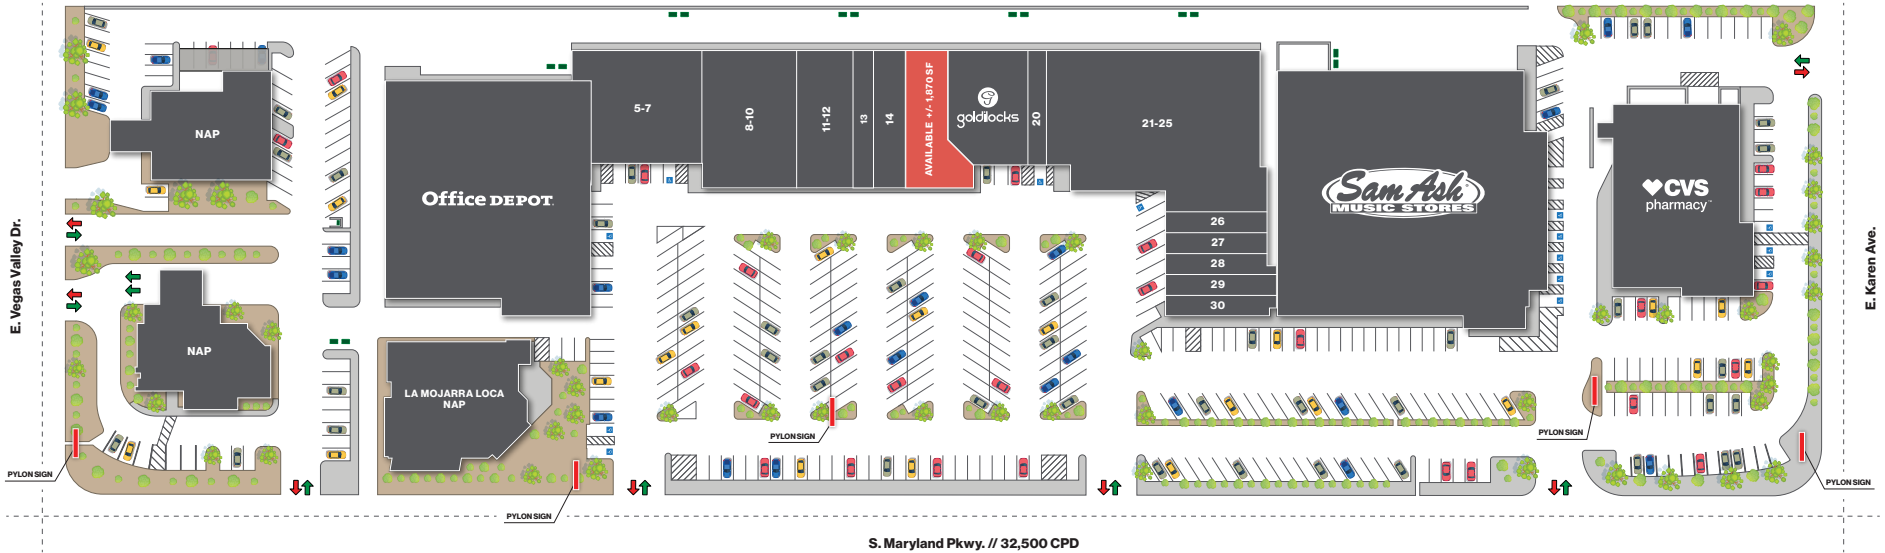 NAP
Office DEPOT
5-7
8-10
11-12
13
14
AVAILABLE +/- 1,870 SF
goldilocks
20
21-25
26
27
28
29
30
Sam Ash
MUSIC STORES
CVS
pharmacy™
E. Vegas Valley Dr.
NAP
LA MOJARRA LOCA
NAP
E. Karen Ave.
PYLON SIGN
PYLON SIGN
PYLON SIGN
PYLON SIGN
PYLON SIGN
S. Maryland Pkwy. // 32,500 CPD